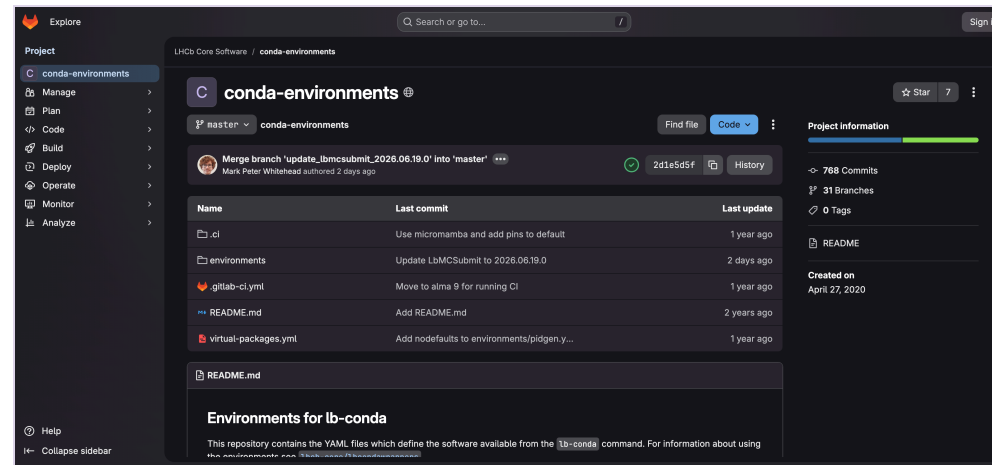 Explore
Search or go to...
/
Sign i
Project
LHCb Core Software / conda-environments
C conda-environments
Manage
Plan
Code
Build
Deploy
Operate
Monitor
Analyze
Help
Collapse sidebar
C conda-environments
Star 7
master
conda-environments
Find file
Code
Merge branch 'update_lbmcsubmit_2026.06.19.0' into 'master'
Mark Peter Whitehead authored 2 days ago
2d1e5d5f
History
Name Last commit Last update
.ci Use micromamba and add pins to default 1 year ago
environments Update LbMCSubmit to 2026.06.19.0 2 days ago
.gitlab-ci.yml Move to alma 9 for running CI 1 year ago
README.md Add README.md 2 years ago
virtual-packages.yml Add nodefaults to environments/pidgen.y... 1 year ago
README.md
Environments for lb-conda
This repository contains the YAML files which define the software available from the lb-conda command. For information about using
the environments see
Project information
768 Commits
31 Branches
0 Tags
README
Created on
April 27, 2020